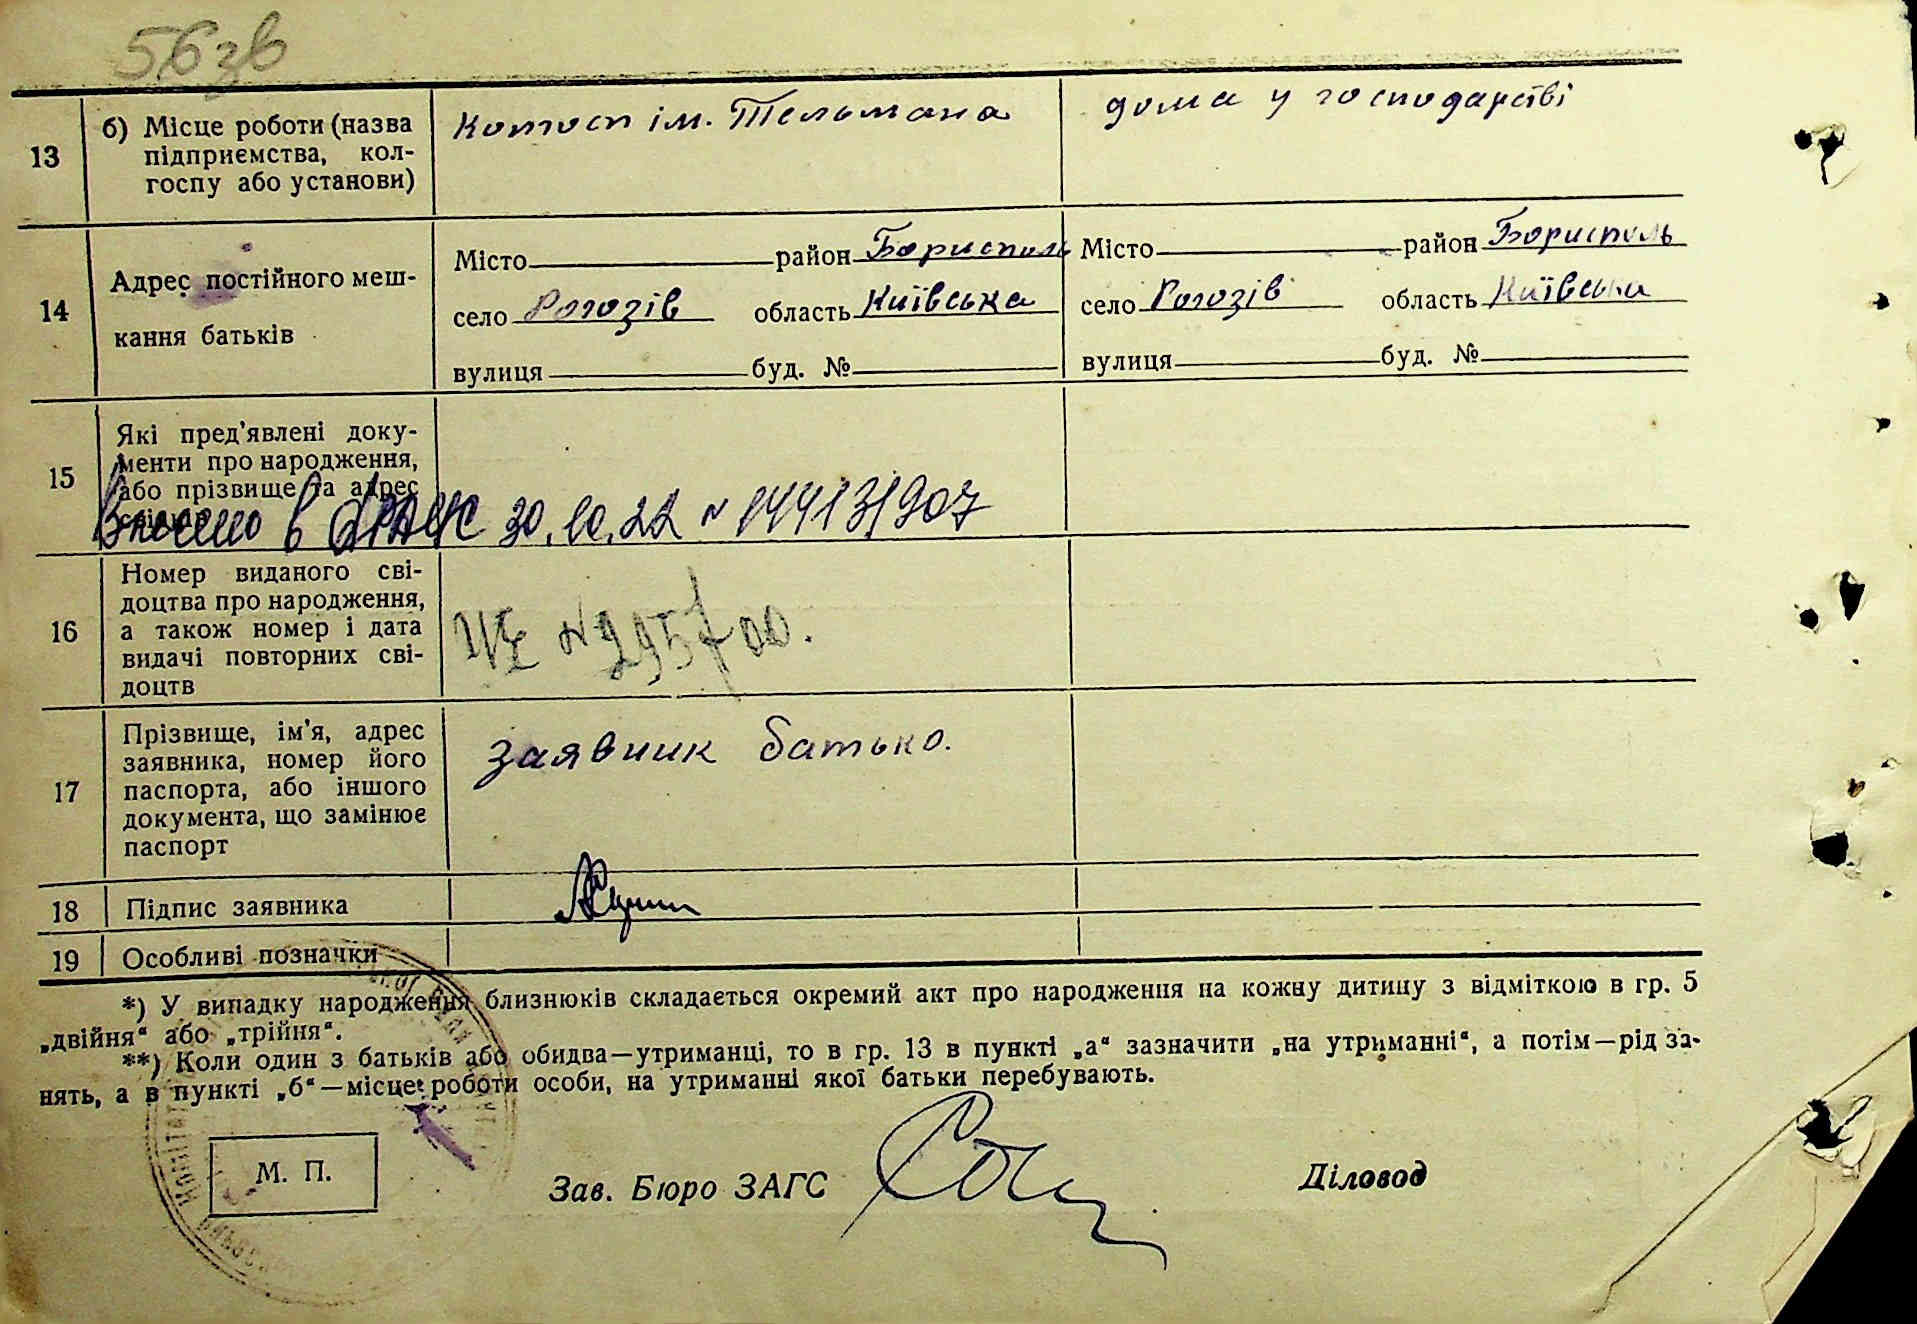 56зв
13 б) Місце роботи (назва підприємства, кол-госпу або установи) Колгосп ім. Тельмана дома у господарстві
14 Адрес постійного меш-кання батьків
Місто район Бориспыль Місто район Бориспыль
село Рогозів область Київська село Рогозів область Київська
вулиця буд. № вулиця буд. №
15 Які пред'явлені доку-
менти про народження,
або прізвище та адрес
свідків
Внесено в ДРАЦС 30.10.22 № 144131907
16 Номер виданого сві-
доцтва про народження,
а також номер і дата
видачі повторних сві-
доцтв
№ 295700.
17 Прізвище, ім'я, адрес
заявника, номер його
паспорта, або іншого
документа, що замінює
паспорт
заявник батько.
18 Підпис заявника
19 Особливі позначки
*) У випадку народження близнюків складається окремий акт про народження на кожну дитину з відміткою в гр. 5
„двійня“ або „трійня“.
**) Коли один з батьків або обидва—утриманці, то в гр. 13 в пункті „а“ зазначити „на утриманні“, а потім—рід за-
нять, а в пункті „б“—місце роботи особи, на утриманні якої батьки перебувають.
М. П.
Зав. Бюро ЗАГС Діловод